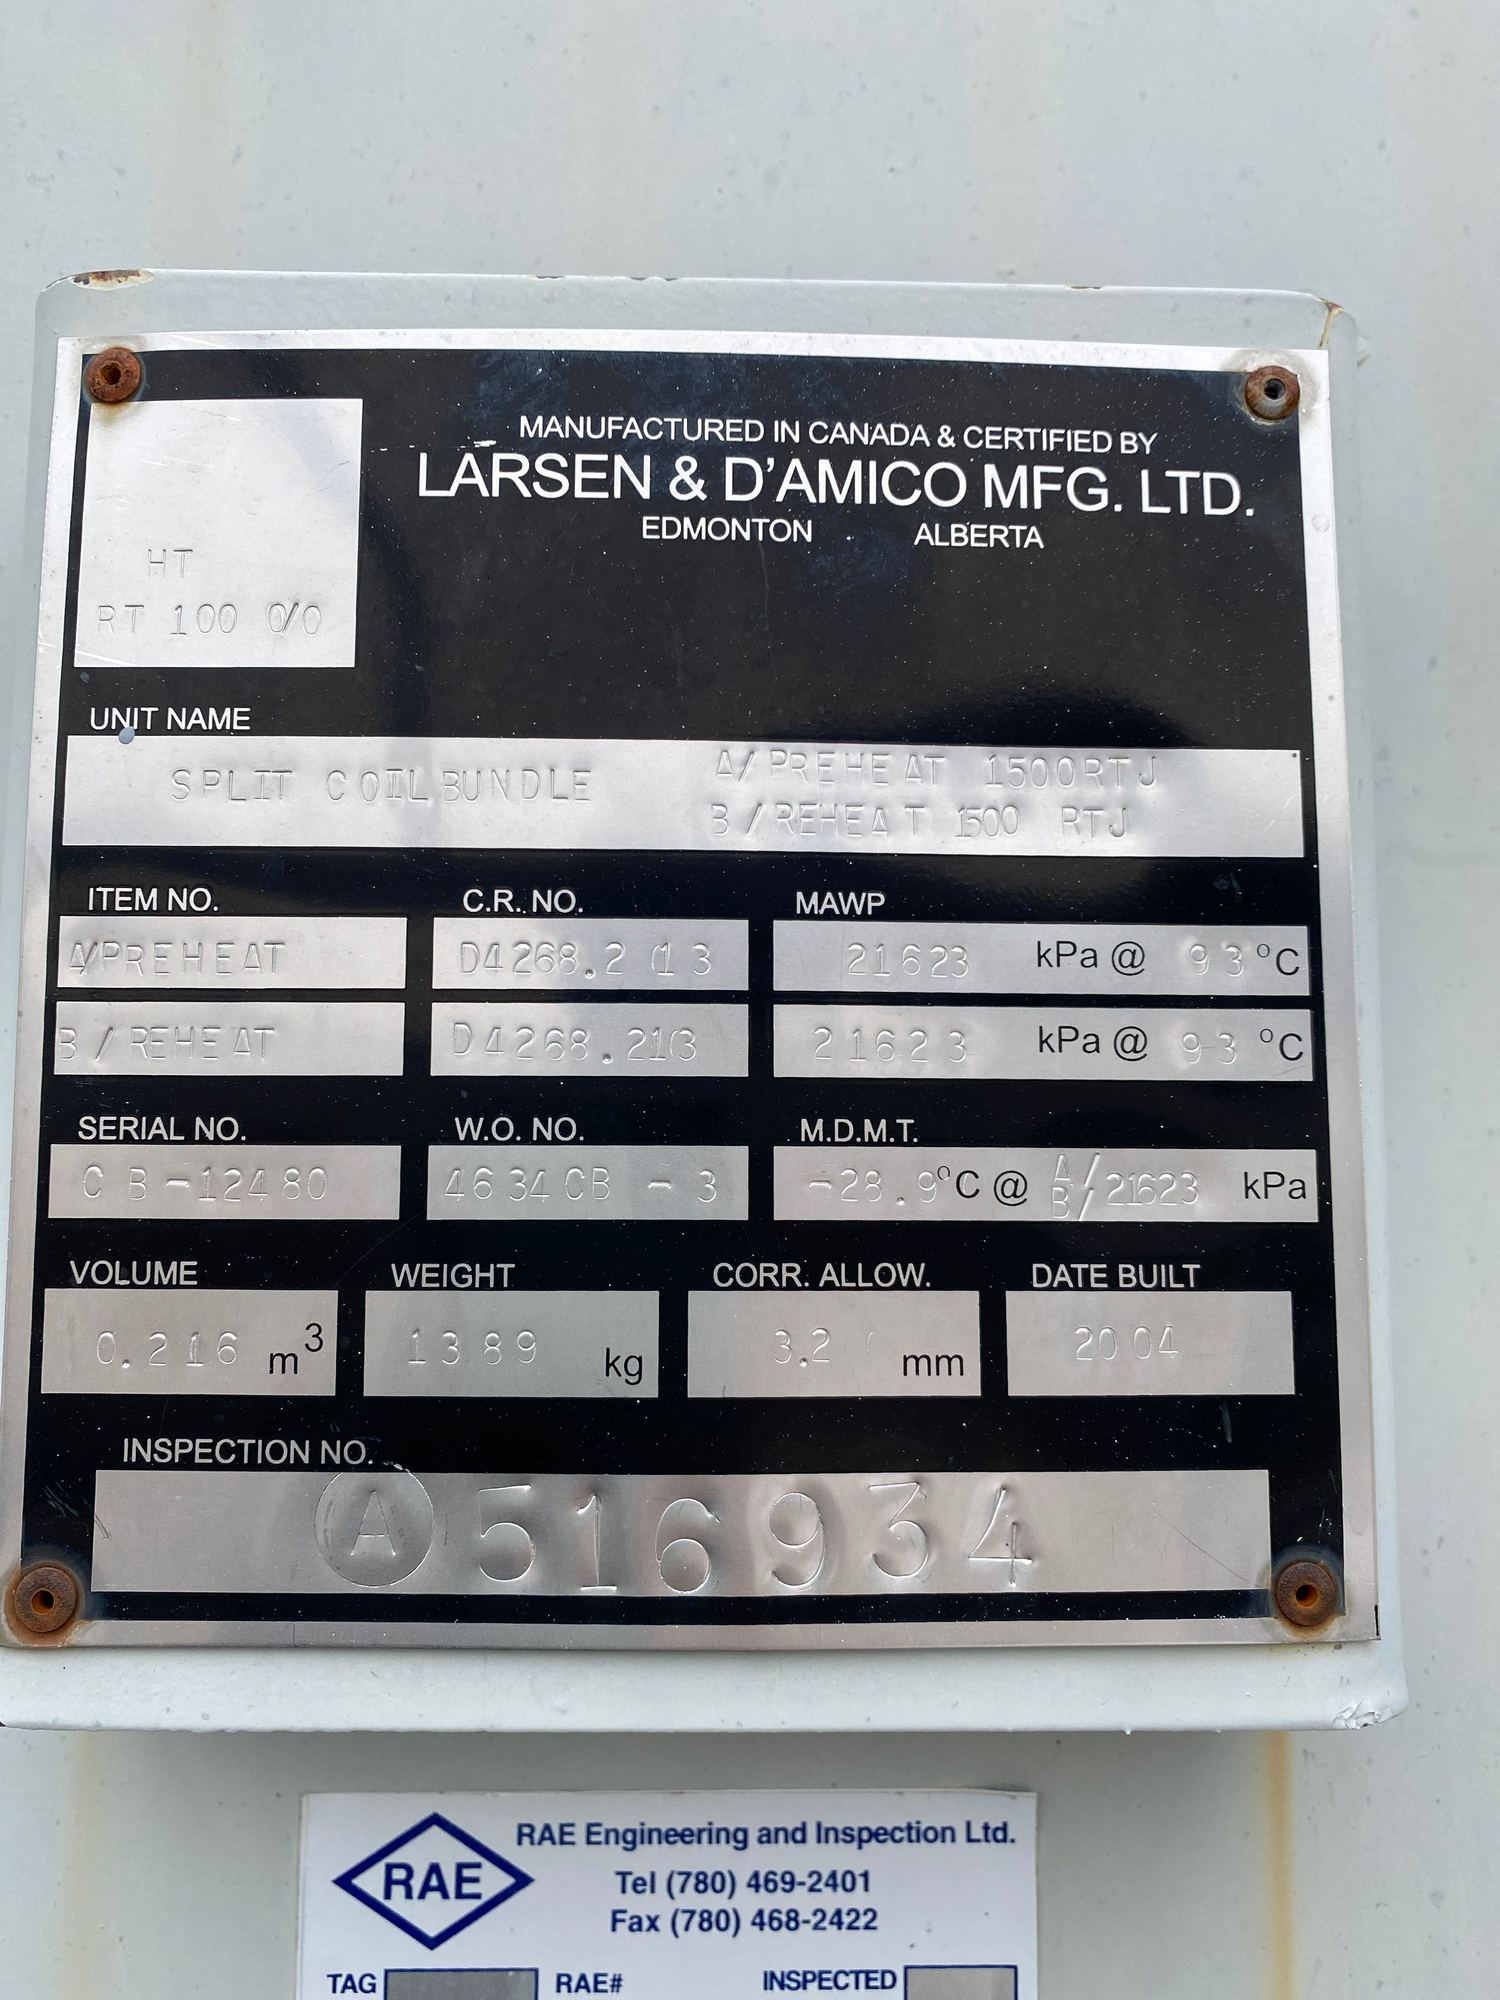 MANUFACTURED IN CANADA & CERTIFIED BY
LARSEN & D'AMICO MFG. LTD.
EDMONTON ALBERTA
HT
RT 100 0/0
UNIT NAME
SPLIT COIL BUNDLE
A/PREHEAT 1500RTJ
B/REHEAT 1500 RTJ
ITEM NO. C.R. NO. MAWP
A/PREHEAT D4268.213 21623 kPa @ 93 °C
B/REHEAT D4268.213 21623 kPa @ 93 °C
SERIAL NO. W.O. NO. M.D.M.T.
CB-12480 4634CB-3 -28.9°C @ A/B/21623 kPa
VOLUME WEIGHT CORR. ALLOW. DATE BUILT
0.216 m³ 1389 kg 3.2 mm 2004
INSPECTION NO.
A 516934
RAE
RAE Engineering and Inspection Ltd.
Tel (780) 469-2401
Fax (780) 468-2422
TAG RAE# INSPECTED